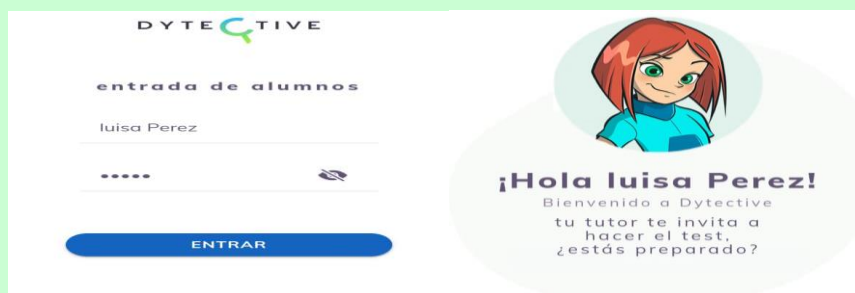 DYTECTIVE
entrada de alumnos
luisa Perez
•••••
ENTRAR
¡Hola luisa Perez!
Bienvenido a Dytective
tu tutor te invita a
hacer el test,
¿estás preparado?